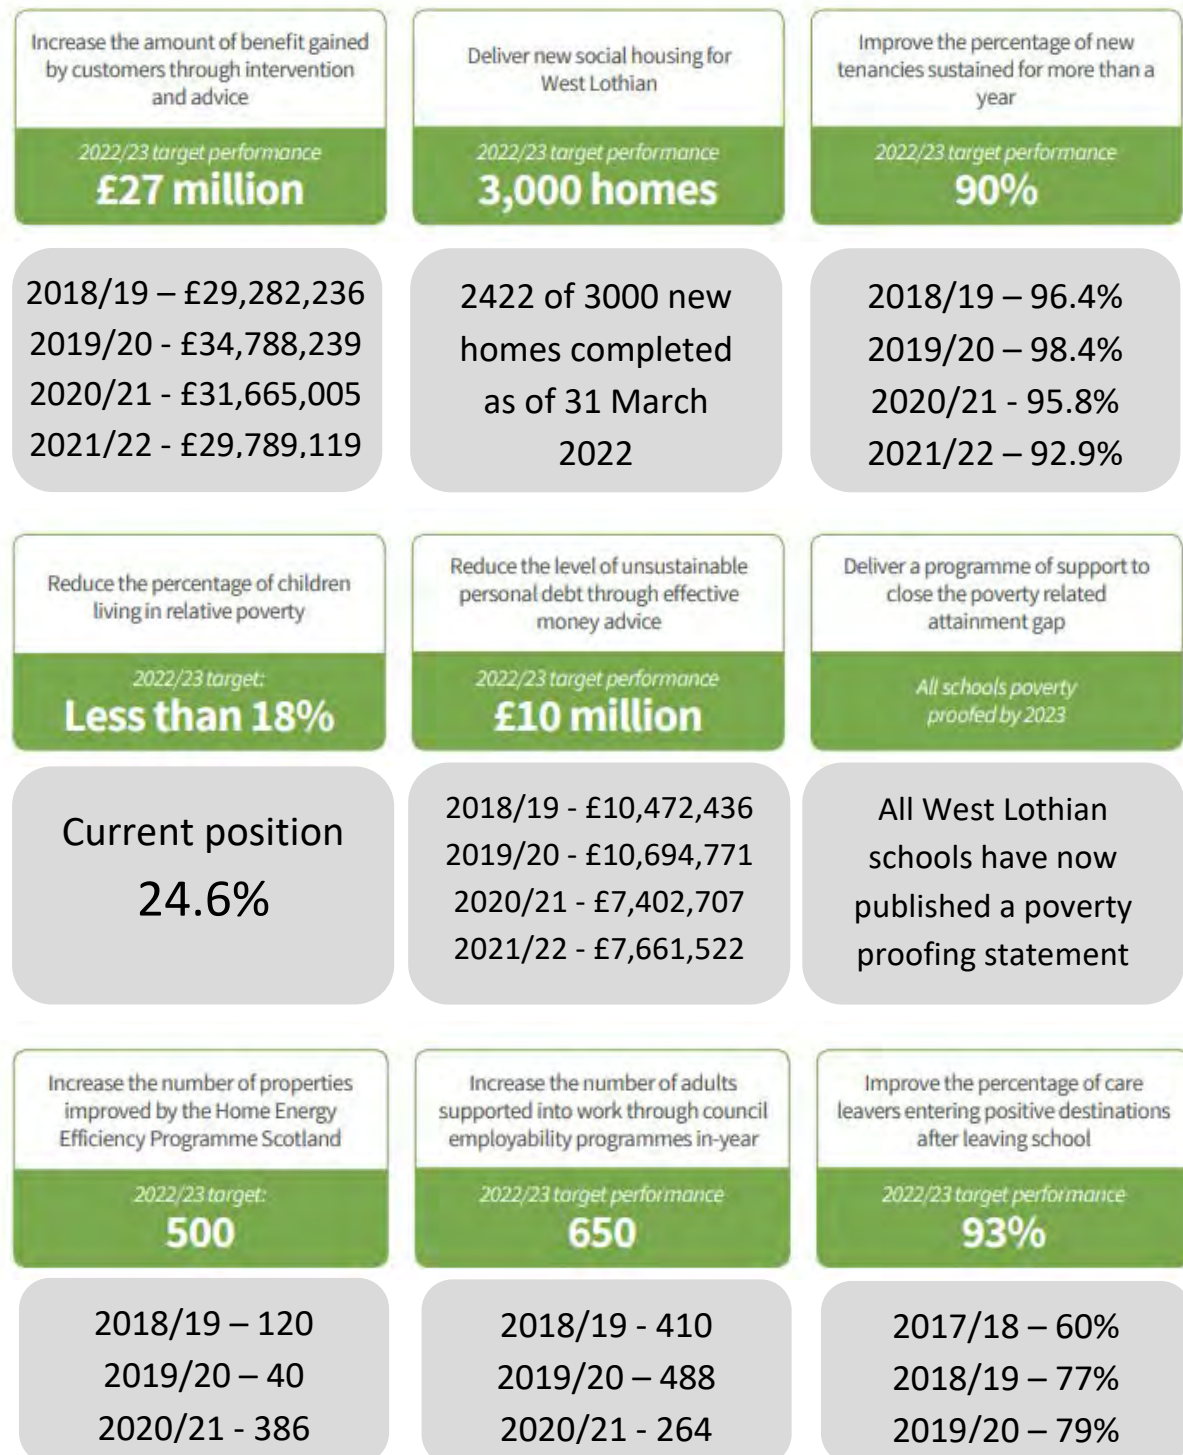 Increase the amount of benefit gained
by customers through intervention
and advice
2022/23 target performance
£27 million
2018/19 – £29,282,236
2019/20 - £34,788,239
2020/21 - £31,665,005
2021/22 - £29,789,119
Deliver new social housing for
West Lothian
2022/23 target performance
3,000 homes
2422 of 3000 new
homes completed
as of 31 March
2022
Improve the percentage of new
tenancies sustained for more than a
year
2022/23 target performance
90%
2018/19 – 96.4%
2019/20 – 98.4%
2020/21 - 95.8%
2021/22 – 92.9%
Reduce the percentage of children
living in relative poverty
2022/23 target:
Less than 18%
Current position
24.6%
Reduce the level of unsustainable
personal debt through effective
money advice
2022/23 target performance
£10 million
2018/19 - £10,472,436
2019/20 - £10,694,771
2020/21 - £7,402,707
2021/22 - £7,661,522
Deliver a programme of support to
close the poverty related
attainment gap
All schools poverty
proofed by 2023
All West Lothian
schools have now
published a poverty
proofing statement
Increase the number of properties
improved by the Home Energy
Efficiency Programme Scotland
2022/23 target:
500
2018/19 – 120
2019/20 – 40
2020/21 - 386
Increase the number of adults
supported into work through council
employability programmes in-year
2022/23 target performance
650
2018/19 - 410
2019/20 – 488
2020/21 - 264
Improve the percentage of care
leavers entering positive destinations
after leaving school
2022/23 target performance
93%
2017/18 – 60%
2018/19 – 77%
2019/20 – 79%